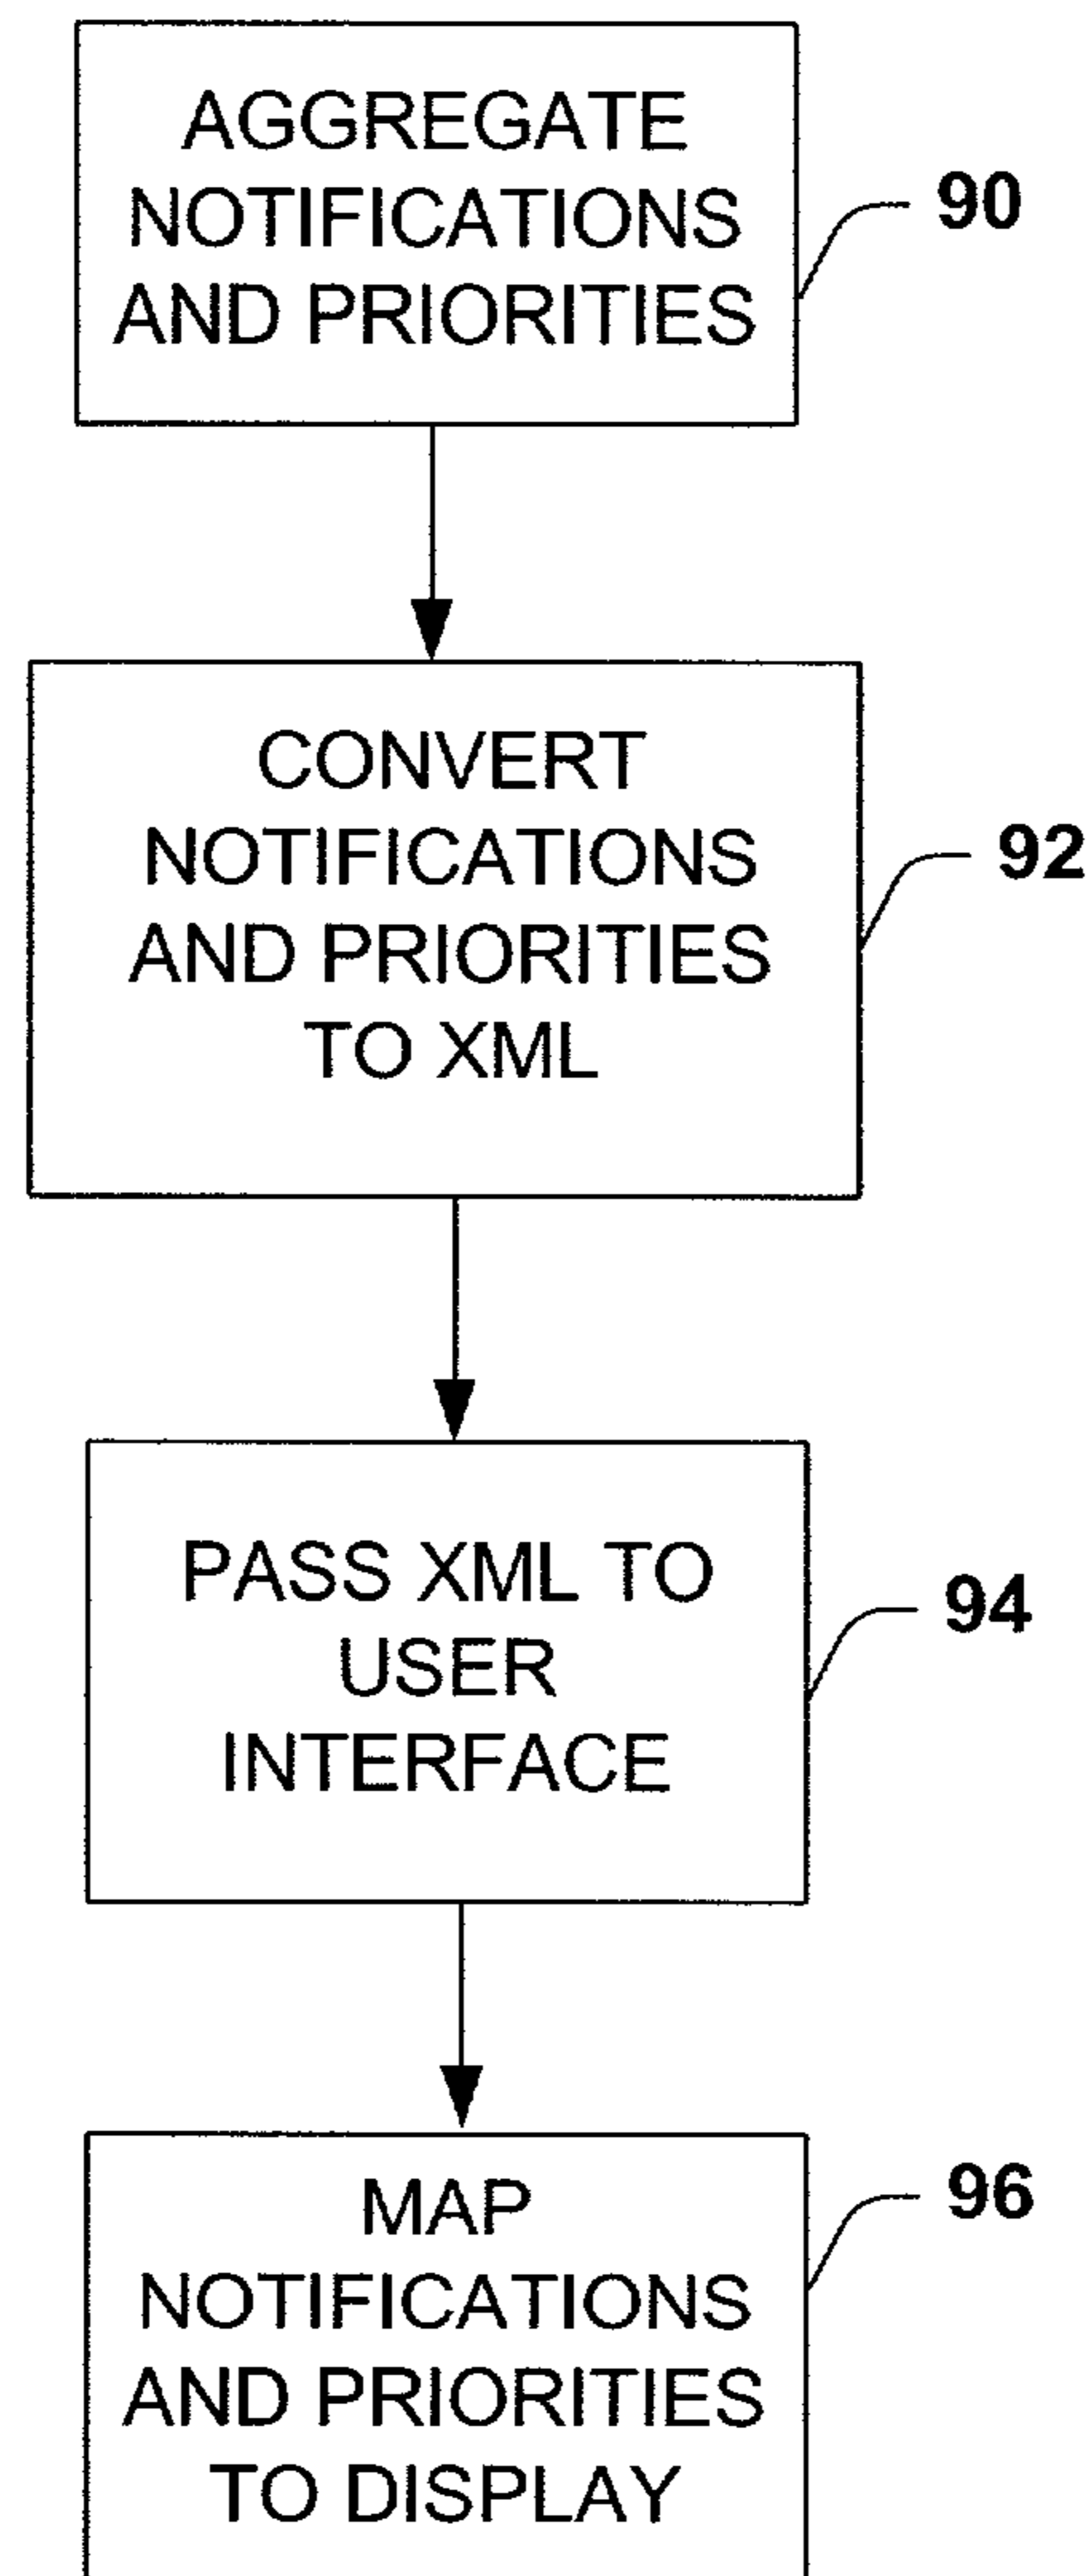 AGGREGATE
NOTIFICATIONS
AND PRIORITIES
90
CONVERT
NOTIFICATIONS
AND PRIORITIES
TO XML
92
PASS XML TO
USER
INTERFACE
94
MAP
NOTIFICATIONS
AND PRIORITIES
TO DISPLAY
96